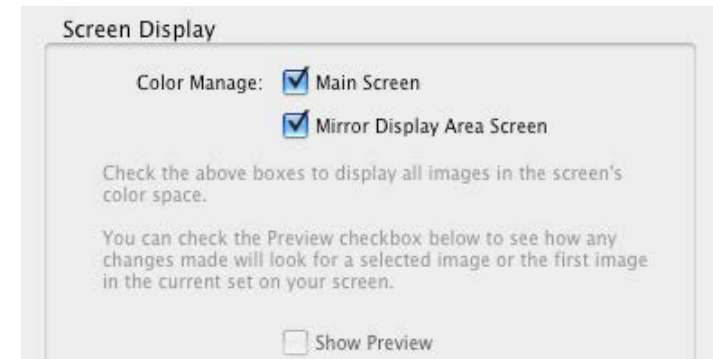 Screen Display
Color Manage: Main Screen
Mirror Display Area Screen
Check the above boxes to display all images in the screen's
color space.
You can check the Preview checkbox below to see how any
changes made will look for a selected image or the first image
in the current set on your screen.
Show Preview